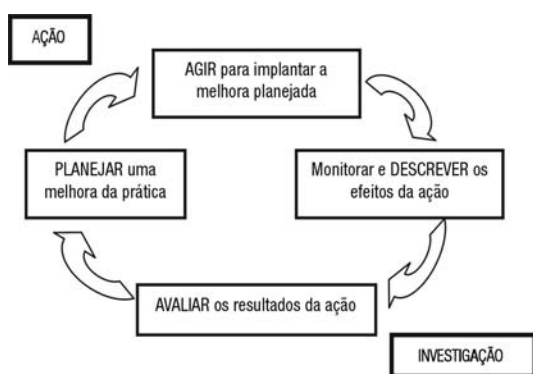 AÇÃO
AGIR para implantar a
melhora planejada
PLANEJAR uma
melhora da prática
Monitorar e DESCREVER os
efeitos da ação
AVALIAR os resultados da ação
INVESTIGAÇÃO